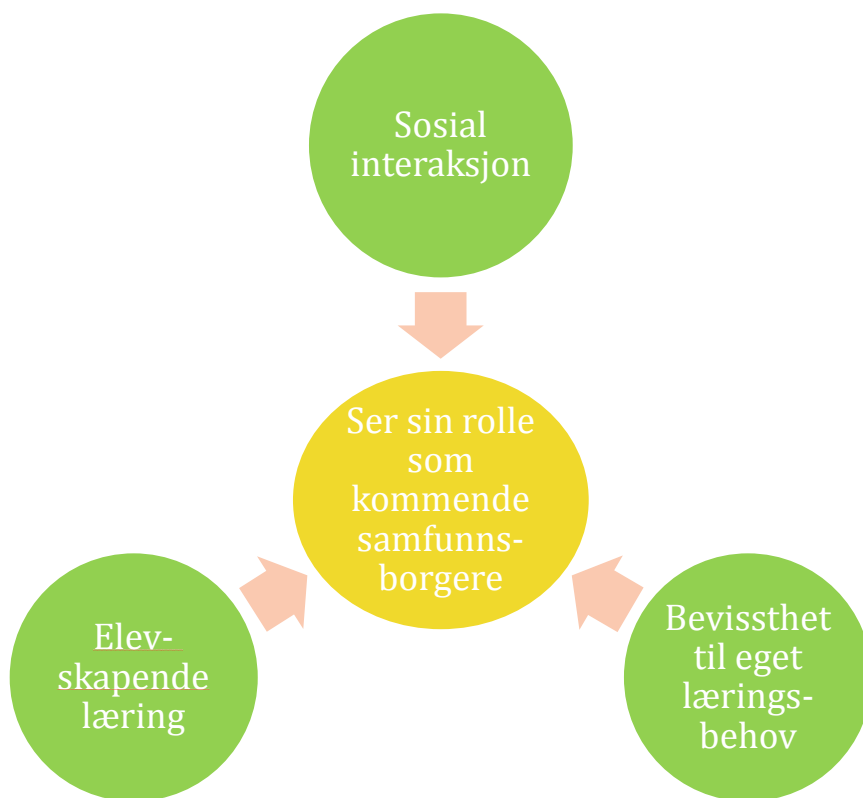 Sosial
interaksjon
Ser sin rolle
som
kommende
samfunns-
borgere
Elev-
skapende
læring
Bevissthet
til eget
lærings-
behov